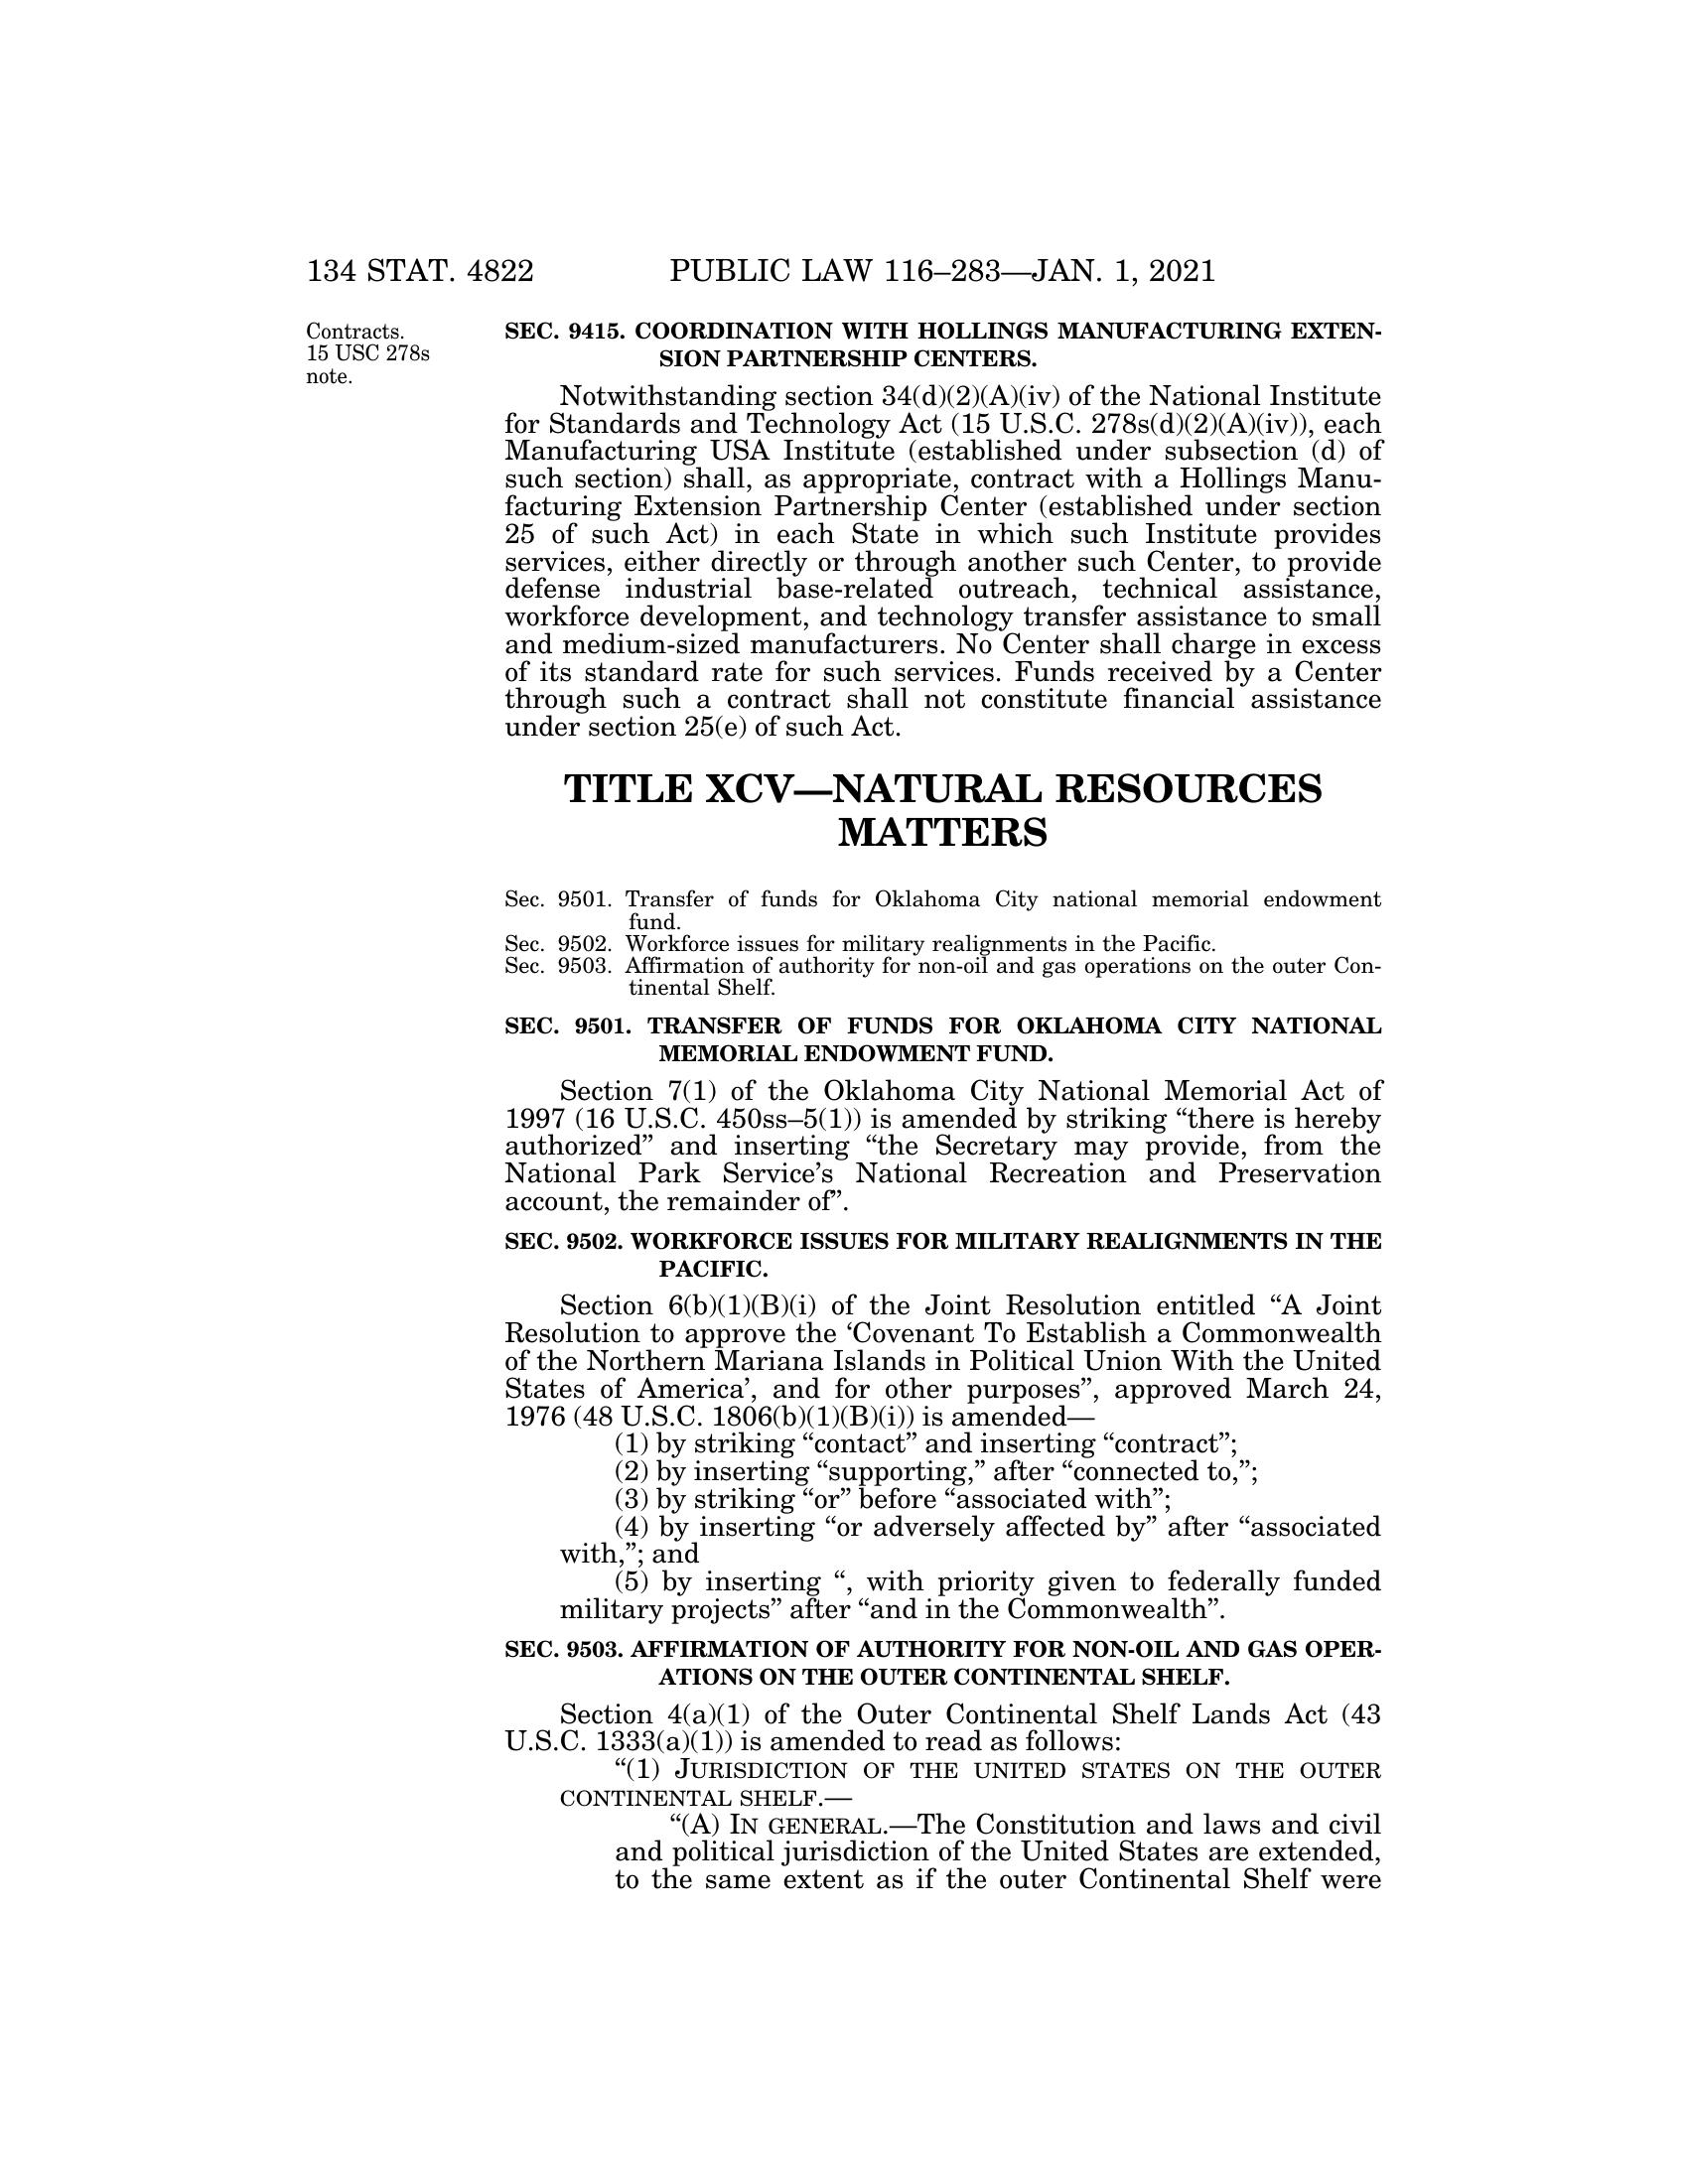 134 STAT. 4822 PUBLIC LAW 116–283—JAN. 1, 2021
Contracts.
15 USC 278s
note.
SEC. 9415. COORDINATION WITH HOLLINGS MANUFACTURING EXTEN-
SION PARTNERSHIP CENTERS.
Notwithstanding section 34(d)(2)(A)(iv) of the National Institute
for Standards and Technology Act (15 U.S.C. 278s(d)(2)(A)(iv)), each
Manufacturing USA Institute (established under subsection (d) of
such section) shall, as appropriate, contract with a Hollings Manu-
facturing Extension Partnership Center (established under section
25 of such Act) in each State in which such Institute provides
services, either directly or through another such Center, to provide
defense industrial base-related outreach, technical assistance,
workforce development, and technology transfer assistance to small
and medium-sized manufacturers. No Center shall charge in excess
of its standard rate for such services. Funds received by a Center
through such a contract shall not constitute financial assistance
under section 25(e) of such Act.
TITLE XCV—NATURAL RESOURCES
MATTERS
Sec. 9501. Transfer of funds for Oklahoma City national memorial endowment
fund.
Sec. 9502. Workforce issues for military realignments in the Pacific.
Sec. 9503. Affirmation of authority for non-oil and gas operations on the outer Con-
tinental Shelf.
SEC. 9501. TRANSFER OF FUNDS FOR OKLAHOMA CITY NATIONAL
MEMORIAL ENDOWMENT FUND.
Section 7(1) of the Oklahoma City National Memorial Act of
1997 (16 U.S.C. 450ss–5(1)) is amended by striking “there is hereby
authorized” and inserting “the Secretary may provide, from the
National Park Service’s National Recreation and Preservation
account, the remainder of”.
SEC. 9502. WORKFORCE ISSUES FOR MILITARY REALIGNMENTS IN THE
PACIFIC.
Section 6(b)(1)(B)(i) of the Joint Resolution entitled “A Joint
Resolution to approve the ‘Covenant To Establish a Commonwealth
of the Northern Mariana Islands in Political Union With the United
States of America’, and for other purposes”, approved March 24,
1976 (48 U.S.C. 1806(b)(1)(B)(i)) is amended—
(1) by striking “contact” and inserting “contract”;
(2) by inserting “supporting,” after “connected to,”;
(3) by striking “or” before “associated with”;
(4) by inserting “or adversely affected by” after “associated
with,”; and
(5) by inserting “, with priority given to federally funded
military projects” after “and in the Commonwealth”.
SEC. 9503. AFFIRMATION OF AUTHORITY FOR NON-OIL AND GAS OPER-
ATIONS ON THE OUTER CONTINENTAL SHELF.
Section 4(a)(1) of the Outer Continental Shelf Lands Act (43
U.S.C. 1333(a)(1)) is amended to read as follows:
“(1) JURISDICTION OF THE UNITED STATES ON THE OUTER
CONTINENTAL SHELF.—
“(A) IN GENERAL.—The Constitution and laws and civil
and political jurisdiction of the United States are extended,
to the same extent as if the outer Continental Shelf were